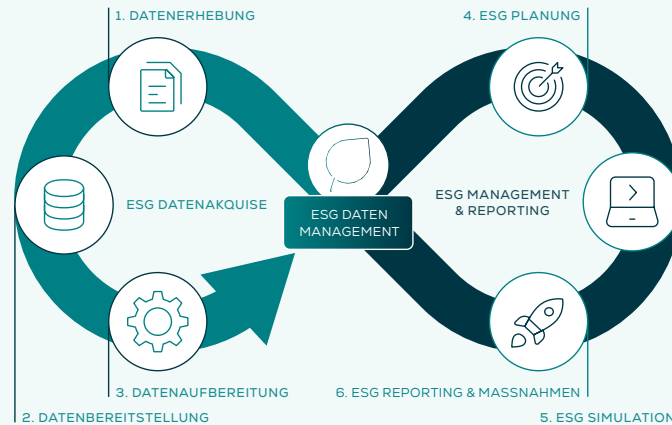 1. DATENERHEBUNG
4. ESG PLANUNG
ESG DATENAKQUISE
ESG DATEN
MANAGEMENT
ESG MANAGEMENT
& REPORTING
3. DATENAUFBEREITUNG
6. ESG REPORTING & MASSNAHMEN
2. DATENBEREITSTELLUNG
5. ESG SIMULATION